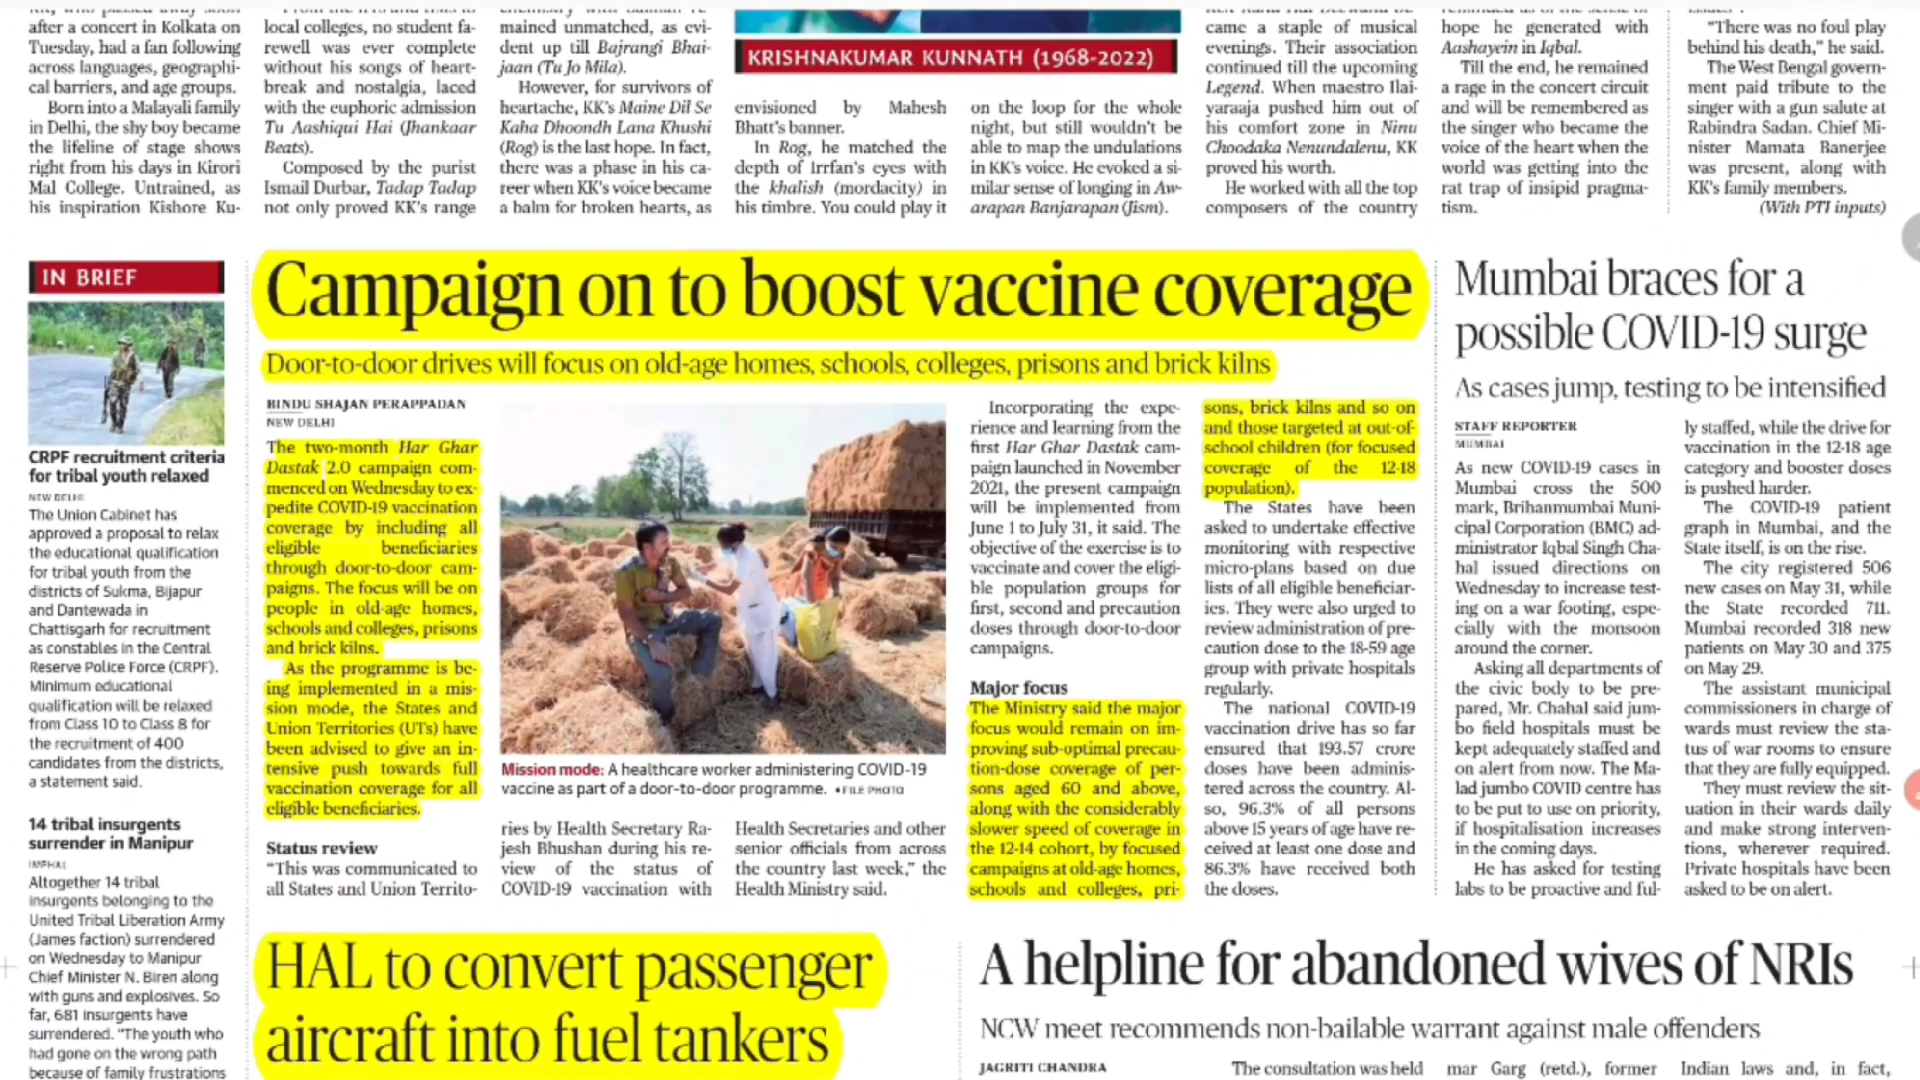 after a concert in Kolkata on
Tuesday, had a fan following
across languages, geographi-
cal barriers, and age groups.
Born into a Malayali family
in Delhi, the shy boy became
the lifeline of stage shows
right from his days in Kirori
Mal College. Untrained, as
his inspiration Kishore Ku-
local colleges, no student fa-
rewell was ever complete
without his songs of heart-
break and nostalgia, laced
with the euphoric admission
Tu Aashiqui Hai (Jhankaar
Beats).
Composed by the purist
Ismail Durbar, Tadap Tadap
not only proved KK's range
mained unmatched, as evi-
dent up till Bajrangi Bhai-
jaan (Tu Jo Mila).
However, for survivors of
heartache, KK's Maine Dil Se
Kaha Dhoondh Lana Khushi
(Rog) is the last hope. In fact,
there was a phase in his ca-
reer when KK's voice became
a balm for broken hearts, as
KRISHNAKUMAR KUNNATH (1968-2022)
envisioned by Mahesh
Bhatt's banner.
In Rog, he matched the
depth of Irrfan's eyes with
the khalish (mordacity) in
his timbre. You could play it
on the loop for the whole
night, but still wouldn't be
able to map the undulations
in KK's voice. He evoked a si-
milar sense of longing in Aw-
arapan Banjarapan (Jism).
came a staple of musical
evenings. Their association
continued till the upcoming
Legend. When maestro Ilai-
yaraaja pushed him out of
his comfort zone in Ninu
Choodaka Nenundalenu, KK
proved his worth.
He worked with all the top
composers of the country
hope he generated with
Aashayein in Iqbal.
Till the end, he remained
a rage in the concert circuit
and will be remembered as
the singer who became the
voice of the heart when the
world was getting into the
rat trap of insipid pragma-
tism.
"There was no foul play
behind his death," he said.
The West Bengal govern-
ment paid tribute to the
singer with a gun salute at
Rabindra Sadan. Chief Mi-
nister Mamata Banerjee
was present, along with
KK's family members.
(With PTI inputs)
IN BRIEF
CRPF recruitment criteria
for tribal youth relaxed
NEW DELHI
The Union Cabinet has
approved a proposal to relax
the educational qualification
for tribal youth from the
districts of Sukma, Bijapur
and Dantewada in
Chattisgarh for recruitment
as constables in the Central
Reserve Police Force (CRPF).
Minimum educational
qualification will be relaxed
from Class 10 to Class 8 for
the recruitment of 400
candidates from the districts,
a statement said.
14 tribal insurgents
surrender in Manipur
IMPHAL
Altogether 14 tribal
insurgents belonging to the
United Tribal Liberation Army
(James faction) surrendered
on Wednesday to Manipur
Chief Minister N. Biren along
with guns and explosives. So
far, 681 insurgents have
surrendered. "The youth who
had gone on the wrong path
because of family frustrations
Campaign on to boost vaccine coverage
Door-to-door drives will focus on old-age homes, schools, colleges, prisons and brick kilns
BINDU SHAJAN PERAPPADAN
NEW DELHI
The two-month Har Ghar
Dastak 2.0 campaign com-
menced on Wednesday to ex-
pedite COVID-19 vaccination
coverage by including all
eligible beneficiaries
through door-to-door cam-
paigns. The focus will be on
people in old-age homes,
schools and colleges, prisons
and brick kilns.
As the programme is be-
ing implemented in a mis-
sion mode, the States and
Union Territories (UTs) have
been advised to give an in-
tensive push towards full
vaccination coverage for all
eligible beneficiaries.
Status review
"This was communicated to
all States and Union Territo-
Mission mode: A healthcare worker administering COVID-19
vaccine as part of a door-to-door programme. • FILE PHOTO
ries by Health Secretary Ra-
jesh Bhushan during his re-
view of the status of
COVID-19 vaccination with
Health Secretaries and other
senior officials from across
the country last week," the
Health Ministry said.
Incorporating the expe-
rience and learning from the
first Har Ghar Dastak cam-
paign launched in November
2021, the present campaign
will be implemented from
June 1 to July 31, it said. The
objective of the exercise is to
vaccinate and cover the eligi-
ble population groups for
first, second and precaution
doses through door-to-door
campaigns.
Major focus
The Ministry said the major
focus would remain on im-
proving sub-optimal precau-
tion-dose coverage of per-
sons aged 60 and above,
along with the considerably
slower speed of coverage in
the 12-14 cohort, by focused
campaigns at old-age homes,
schools and colleges, pri-
sons, brick kilns and so on
and those targeted at out-of-
school children (for focused
coverage of the 12-18
population).
The States have been
asked to undertake effective
monitoring with respective
micro-plans based on due
lists of all eligible beneficiar-
ies. They were also urged to
review administration of pre-
caution dose to the 18-59 age
group with private hospitals
regularly.
The national COVID-19
vaccination drive has so far
ensured that 193.57 crore
doses have been adminis-
tered across the country. Al-
so, 96.3% of all persons
above 15 years of age have re-
ceived at least one dose and
86.3% have received both
the doses.
Mumbai braces for a
possible COVID-19 surge
As cases jump, testing to be intensified
STAFF REPORTER
MUMBAI
As new COVID-19 cases in
Mumbai cross the 500
mark, Brihanmumbai Muni-
cipal Corporation (BMC) ad-
ministrator Iqbal Singh Cha-
hal issued directions on
Wednesday to increase test-
ing on a war footing, espe-
cially with the monsoon
around the corner.
Asking all departments of
the civic body to be pre-
pared, Mr. Chahal said jum-
bo field hospitals must be
kept adequately staffed and
on alert from now. The Ma-
lad jumbo COVID centre has
to be put to use on priority,
if hospitalisation increases
in the coming days.
He has asked for testing
labs to be proactive and ful-
ly staffed, while the drive for
vaccination in the 12-18 age
category and booster doses
is pushed harder.
The COVID-19 patient
graph in Mumbai, and the
State itself, is on the rise.
The city registered 506
new cases on May 31, while
the State recorded 711.
Mumbai recorded 318 new
patients on May 30 and 375
on May 29.
The assistant municipal
commissioners in charge of
wards must review the sta-
tus of war rooms to ensure
that they are fully equipped.
They must review the sit-
uation in their wards daily
and make strong interven-
tions, wherever required.
Private hospitals have been
asked to be on alert.
HAL to convert passenger
aircraft into fuel tankers
A helpline for abandoned wives of NRIs
NCW meet recommends non-bailable warrant against male offenders
JAGRITI CHANDRA
The consultation was held
mar Garg (retd.), former
Indian laws and, in fact,